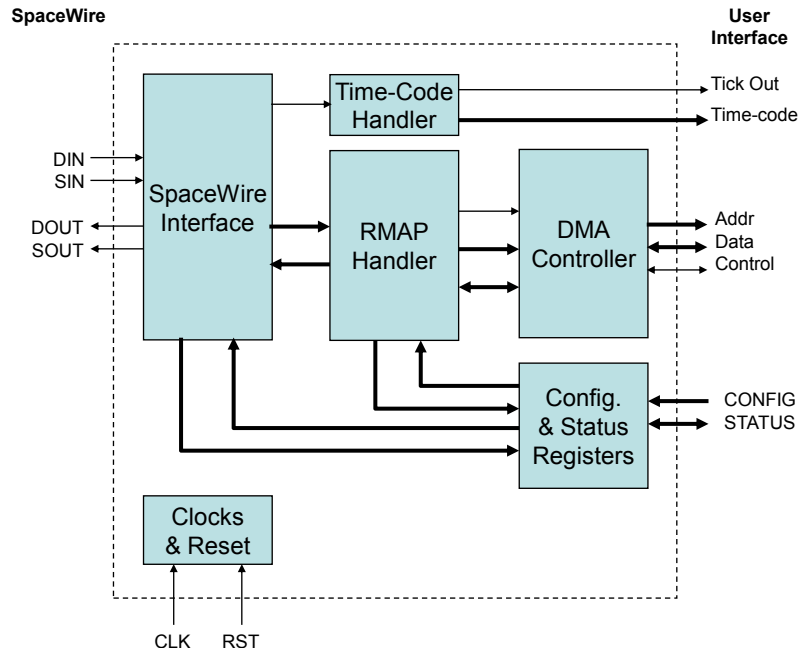 SpaceWire
User
Interface
Time-Code
Handler
Tick Out
Time-code
DIN
SIN
DOUT
SOUT
SpaceWire
Interface
RMAP
Handler
DMA
Controller
Addr
Data
Control
Config.
& Status
Registers
CONFIG
STATUS
Clocks
& Reset
CLK
RST